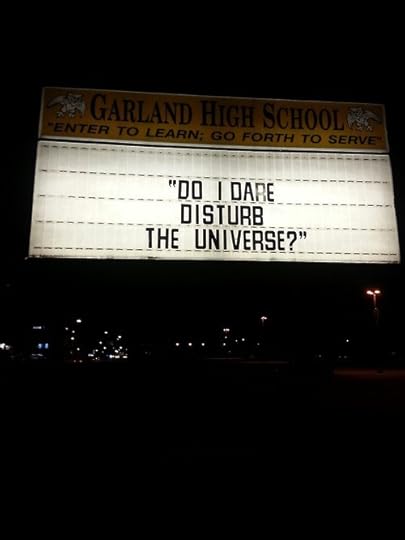 GARLAND HIGH SCHOOL
"ENTER TO LEARN; GO FORTH TO SERVE"
"DO I DARE
DISTURB
THE UNIVERSE?"